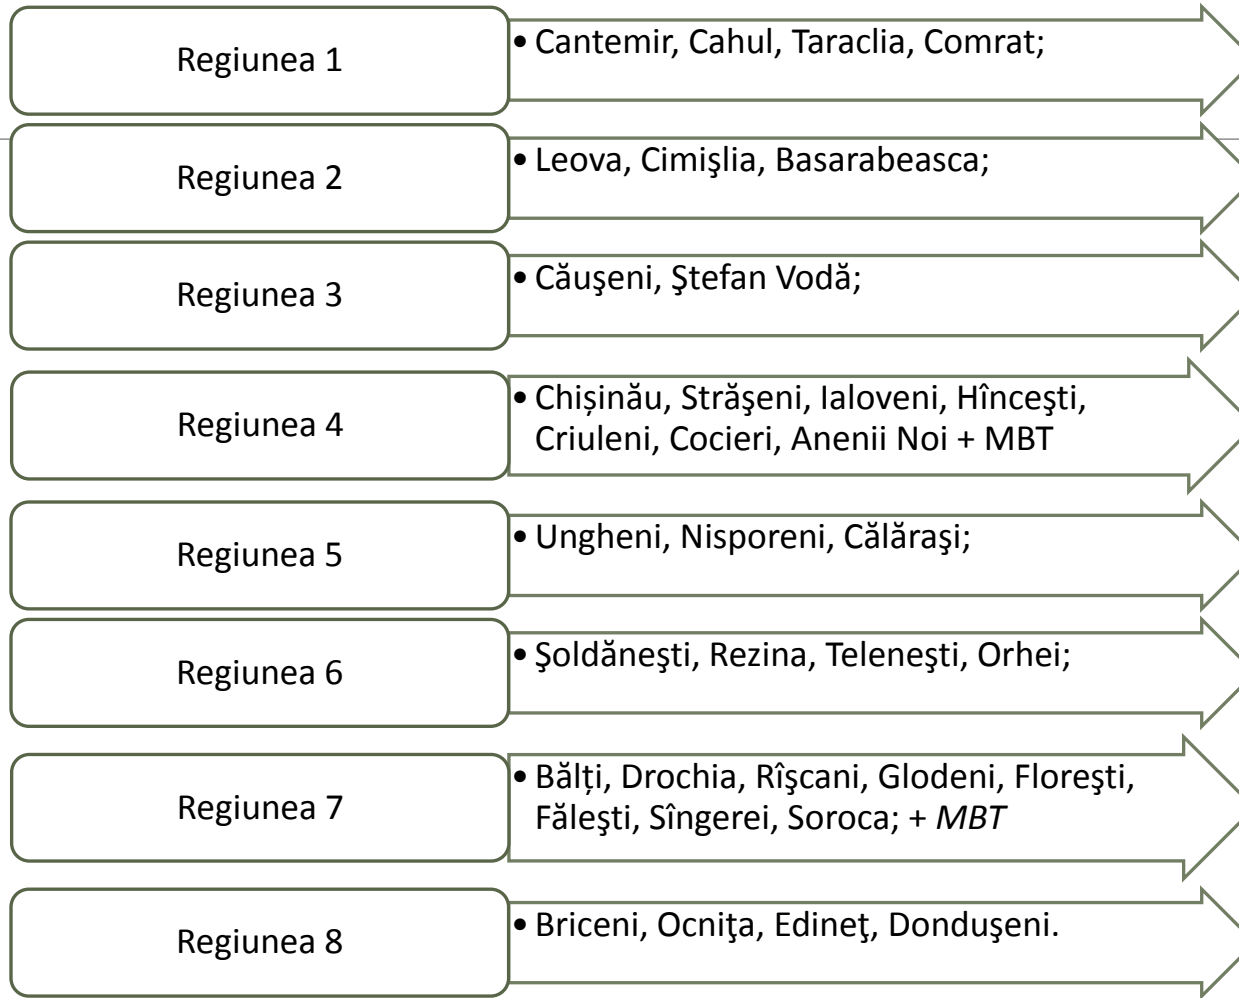 Regiunea 1
• Cantemir, Cahul, Taraclia, Comrat;
Regiunea 2
• Leova, Cimişlia, Basarabeasca;
Regiunea 3
• Căuşeni, Ştefan Vodă;
Regiunea 4
• Chișinău, Străşeni, Ialoveni, Hînceşti,
Criuleni, Cocieri, Anenii Noi + MBT
Regiunea 5
• Ungheni, Nisporeni, Călăraşi;
Regiunea 6
• Şoldăneşti, Rezina, Teleneşti, Orhei;
Regiunea 7
• Bălți, Drochia, Rîşcani, Glodeni, Floreşti,
Făleşti, Sîngerei, Soroca; + MBT
Regiunea 8
• Briceni, Ocniţa, Edineţ, Donduşeni.